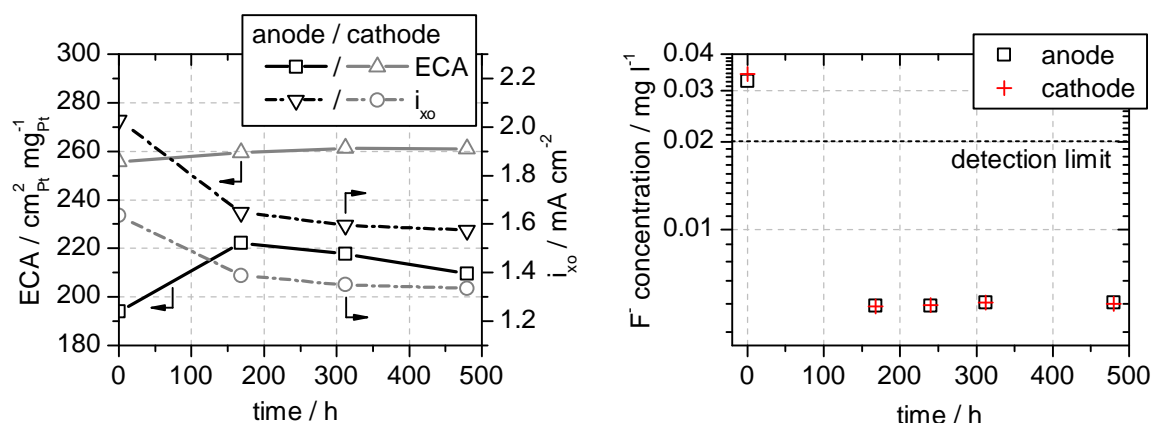 anode / cathode
/ ECA
/ i_xo
300
280
260
240
220
200
180
ECA / cm²_Pt mg⁻¹_Pt
2.2
2.0
1.8
1.6
1.4
1.2
i_xo / mA cm⁻²
0 100 200 300 400 500
time / h
anode
cathode
0.04
0.03
0.02
0.01
F⁻ concentration / mg l⁻¹
detection limit
0 100 200 300 400 500
time / h